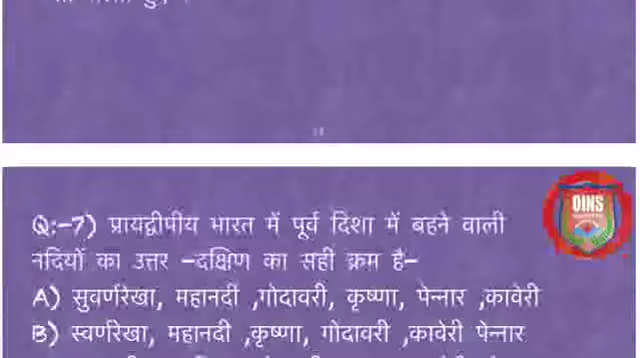 OINS
Q:-7) प्रायद्वीपीय भारत में पूर्व दिशा में बहने वाली
नदियों का उत्तर -दक्षिण का सही क्रम है-
A) सुवर्णरेखा, महानदी ,गोदावरी, कृष्णा, पेन्नार ,कावेरी
B) स्वर्णरेखा, महानदी ,कृष्णा, गोदावरी ,कावेरी पेन्नार